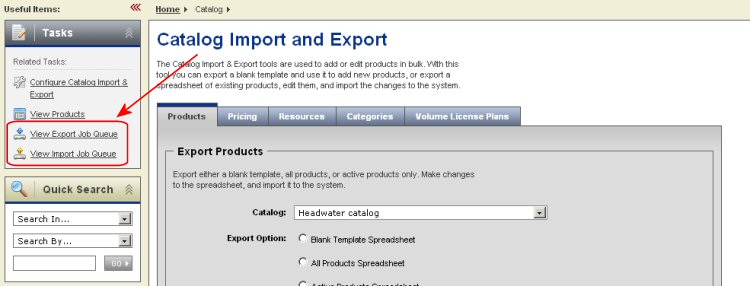 Useful Items:
Tasks
Related Tasks:
Configure Catalog Import &
Export
View Products
View Export Job Queue
View Import Job Queue
Quick Search
Search In...
Search By...
GO
Home Catalog
Catalog Import and Export
The Catalog Import & Export tools are used to add or edit products in bulk. With this
tool you can export a blank template and use it to add new products, or export a
spreadsheet of existing products, edit them, and import the changes to the system.
Products Pricing Resources Categories Volume License Plans
Export Products
Export either a blank template, all products, or active products only. Make changes
to the spreadsheet, and import it to the system.
Catalog: Headwater catalog
Export Option: Blank Template Spreadsheet
All Products Spreadsheet
Active Products Spreadsheet